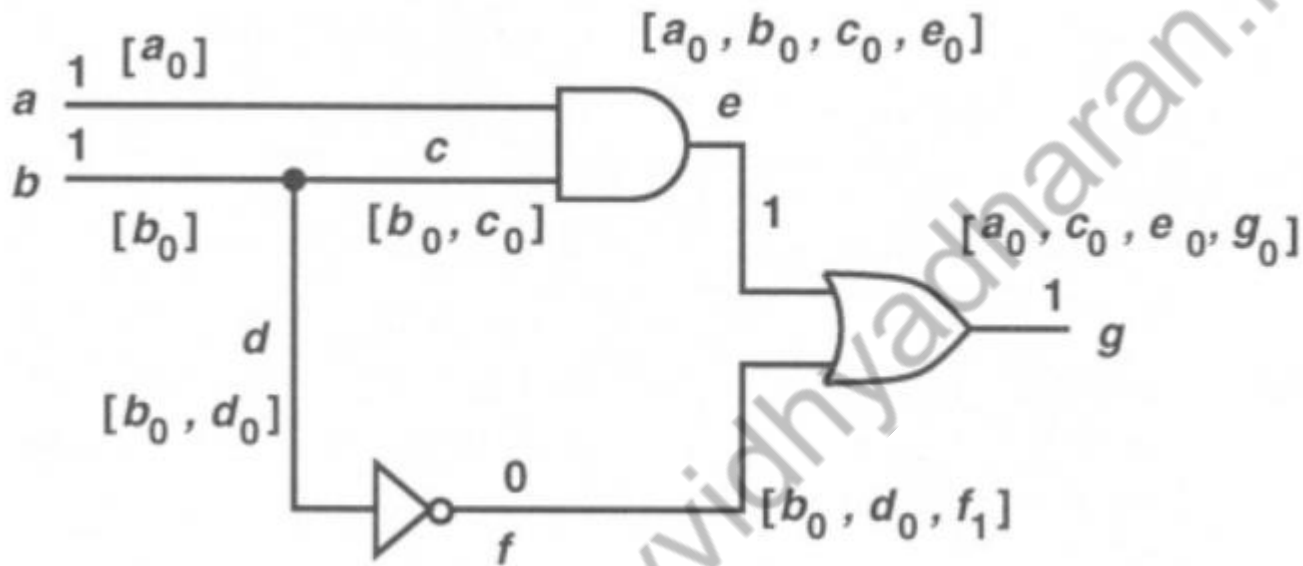 [a₀, b₀, c₀, e₀]
1 [a₀]
a
e
1
c
b
[b₀]
[b₀, c₀]
1
[a₀, c₀, e₀, g₀]
1
d
g
[b₀, d₀]
0
[b₀, d₀, f₁]
f
vidhyadharan.